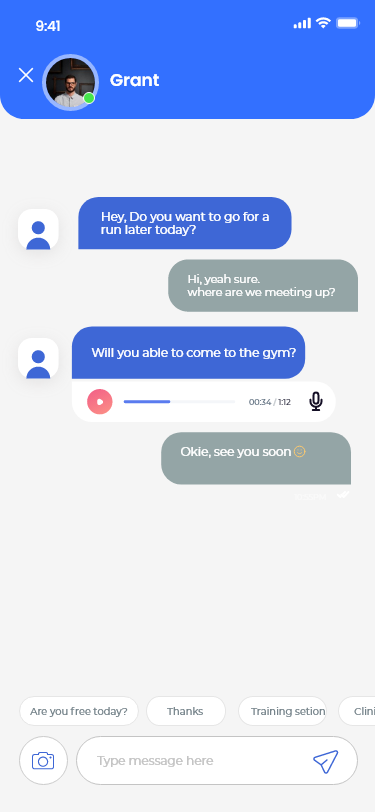 9:41
Grant
Hey, Do you want to go for a
run later today?
Hi, yeah sure.
where are we meeting up?
Will you able to come to the gym?
00:34 / 1:12
Okie, see you soon
Are you free today?
Thanks
Training setion
Clini
Type message here